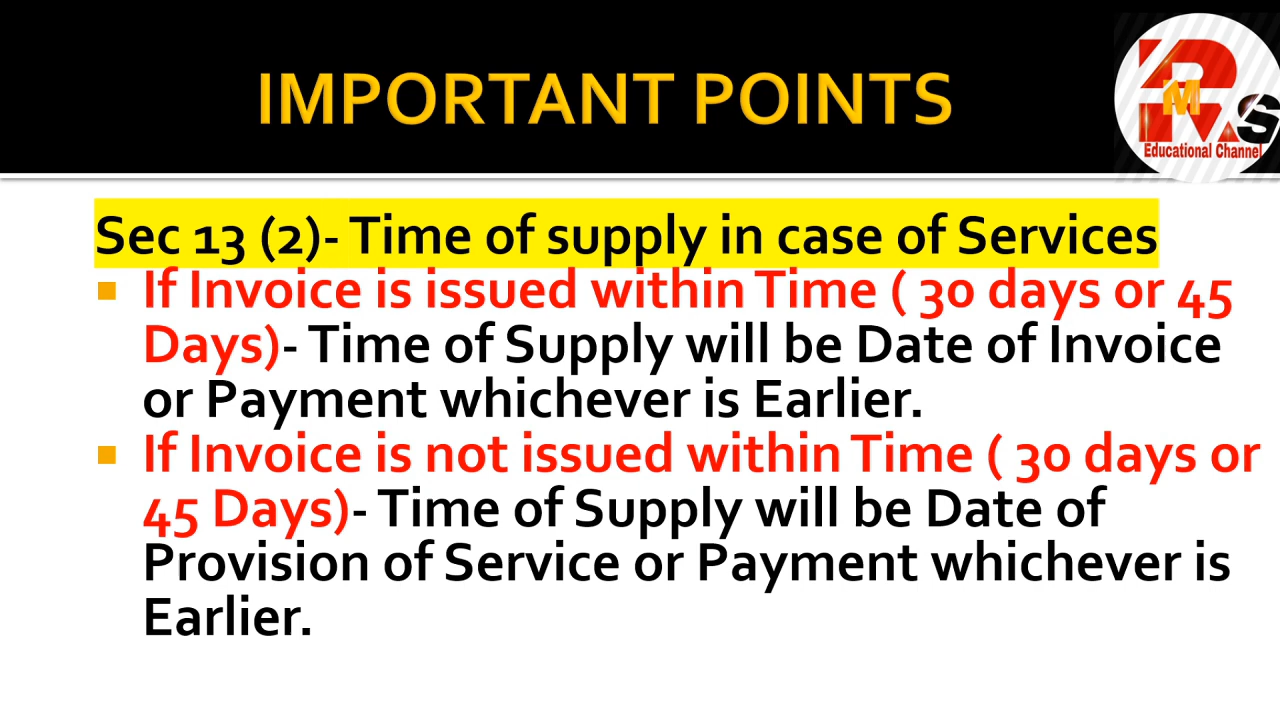 IMPORTANT POINTS
R
M
S
Educational Channel
Sec 13 (2)- Time of supply in case of Services
If Invoice is issued within Time ( 30 days or 45
Days)- Time of Supply will be Date of Invoice
or Payment whichever is Earlier.
If Invoice is not issued within Time ( 30 days or
45 Days)- Time of Supply will be Date of
Provision of Service or Payment whichever is
Earlier.